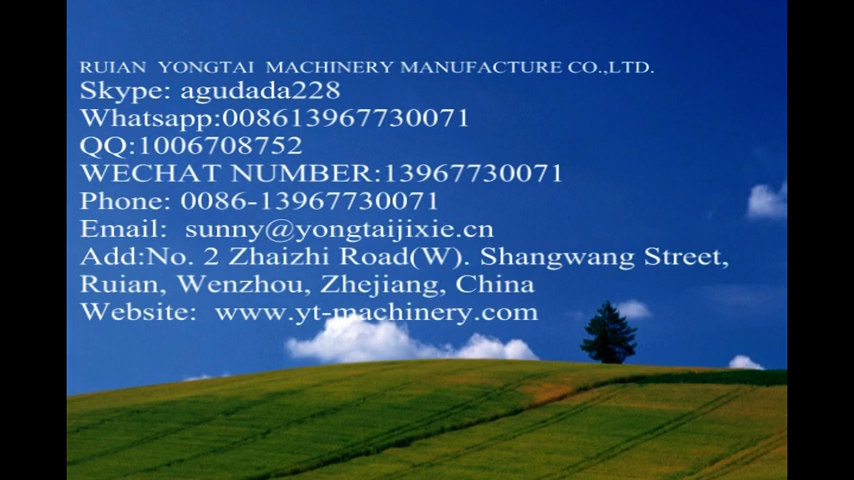 RUIAN YONGTAI MACHINERY MANUFACTURE CO.,LTD.
Skype: agudada228
Whatsapp:008613967730071
QQ:1006708752
WECHAT NUMBER:13967730071
Phone: 0086-13967730071
Email: sunny@yongtaijixie.cn
Add:No. 2 Zhaizhi Road(W). Shangwang Street,
Ruian, Wenzhou, Zhejiang, China
Website: www.yt-machinery.com